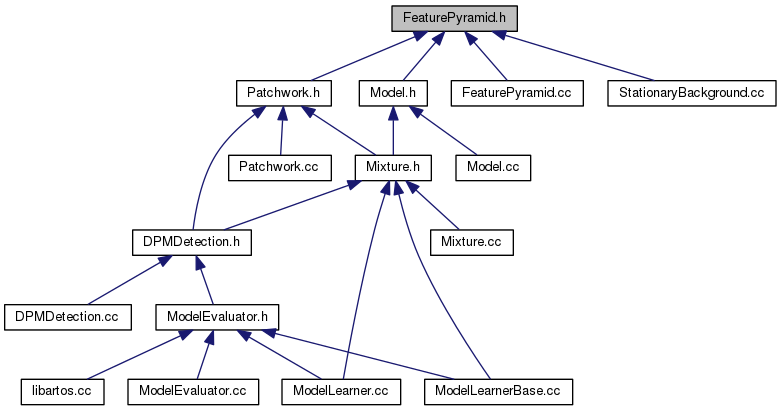 FeaturePyramid.h
Patchwork.h
Model.h
FeaturePyramid.cc
StationaryBackground.cc
Patchwork.cc
Mixture.h
Model.cc
DPMDetection.h
Mixture.cc
DPMDetection.cc
ModelEvaluator.h
libartos.cc
ModelEvaluator.cc
ModelLearner.cc
ModelLearnerBase.cc